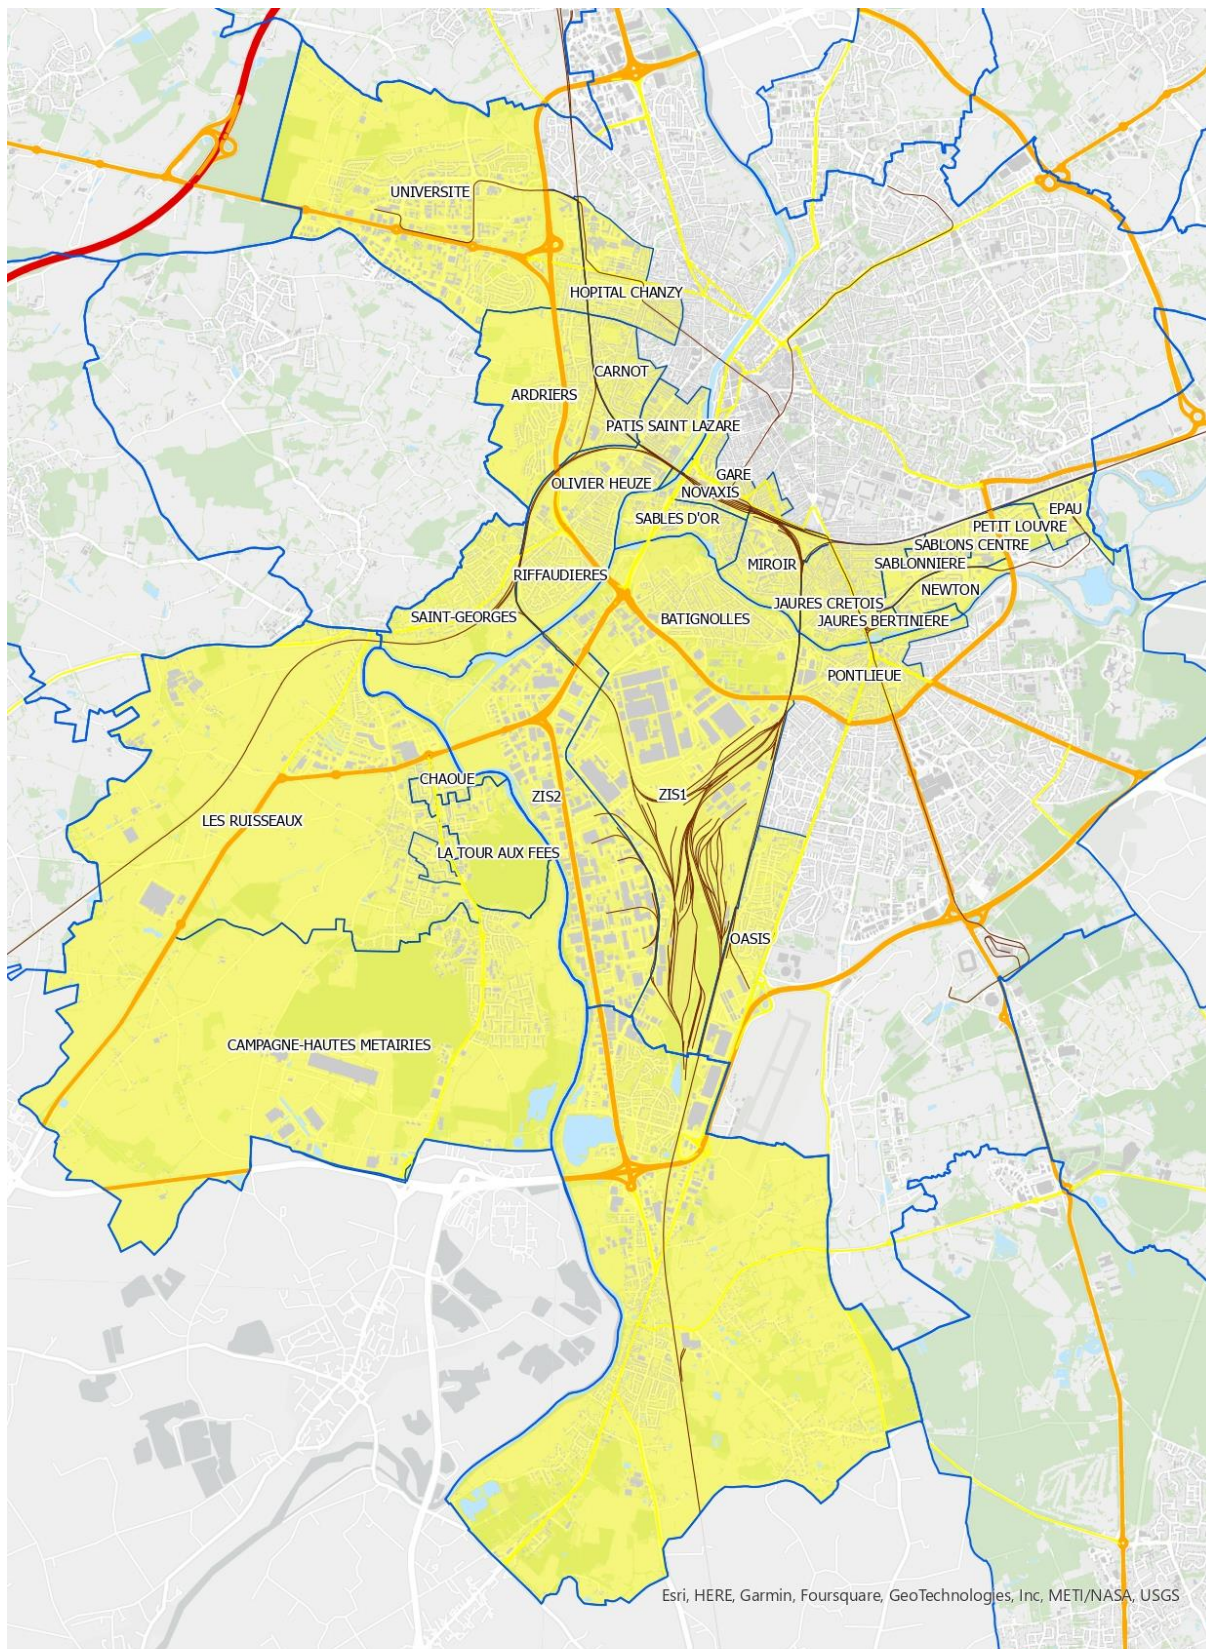 UNIVERSITE
HOPITAL CHANZY
CARNOT
ARDRIERS
PATIS SAINT LAZARE
GARE
OLIVIER HEUZE
NOVAXIS
EPAU
SABLES D'OR
PETIT LOUVRE
SABLONS CENTRE
MIROIR
SABLONNIERE
RIFFAUDIERES
NEWTON
JAURES CRETOIS
SAINT-GEORGES
BATIGNOLLES
JAURES BERTINIERE
PONTLIEUE
CHAOUE
ZIS2
ZIS1
LES RUISSEAUX
LA TOUR AUX FEES
OASIS
CAMPAGNE-HAUTES METAIRIES
Esri, HERE, Garmin, Foursquare, GeoTechnologies, Inc, METI/NASA, USGS